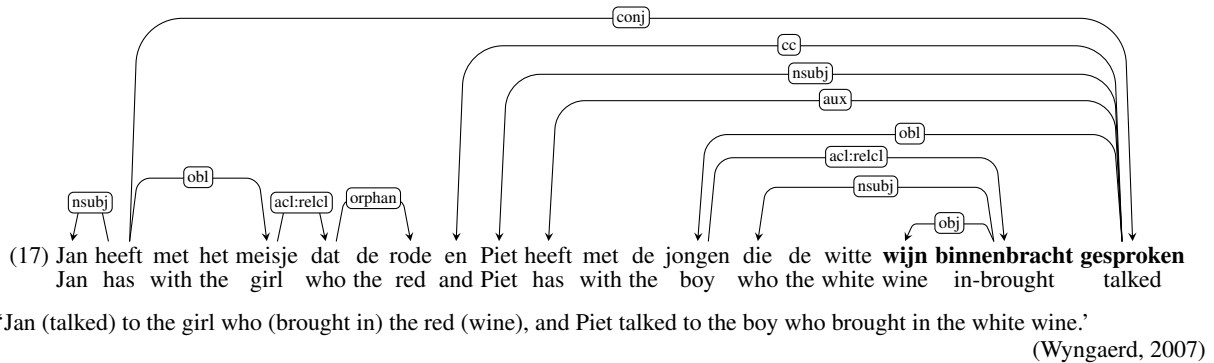 conj
cc
nsubj
aux
obl
acl:relcl
obl
nsubj
nsubj
acl:relcl
orphan
obj
(17) Jan heeft met het meisje dat de rode en Piet heeft met de jongen die de witte wijn binnenbracht gesproken
Jan has with the girl who the red and Piet has with the boy who the white wine in-brought talked
‘Jan (talked) to the girl who (brought in) the red (wine), and Piet talked to the boy who brought in the white wine.’
(Wyngaerd, 2007)